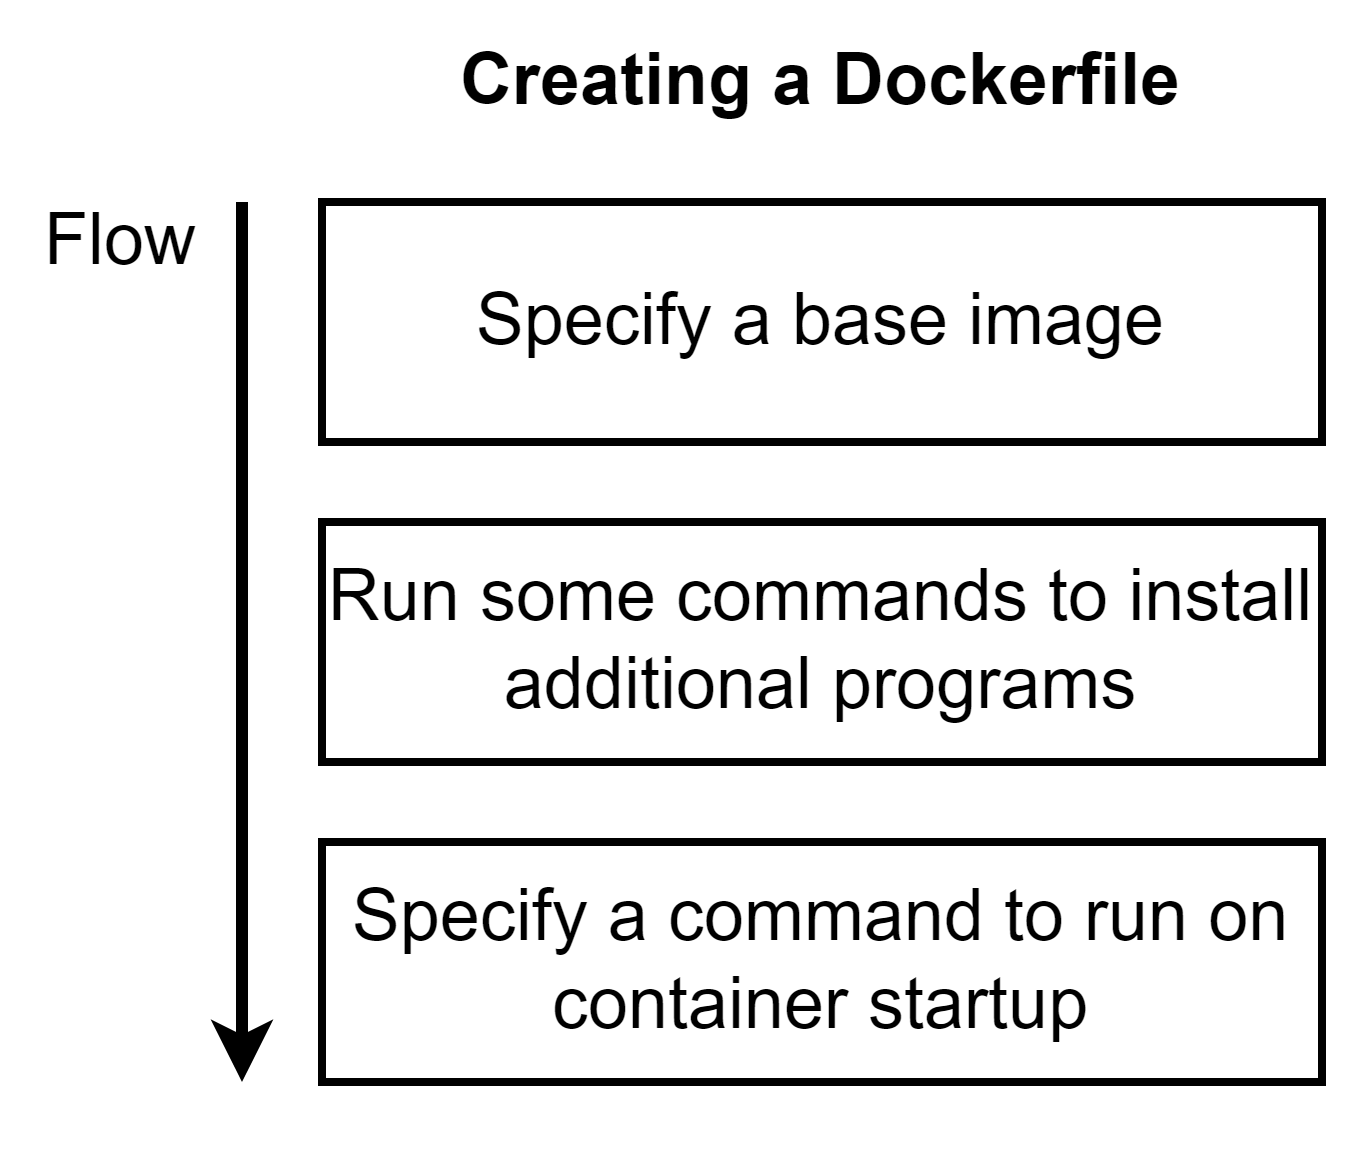 Creating a Dockerfile
Flow
Specify a base image
Run some commands to install
additional programs
Specify a command to run on
container startup